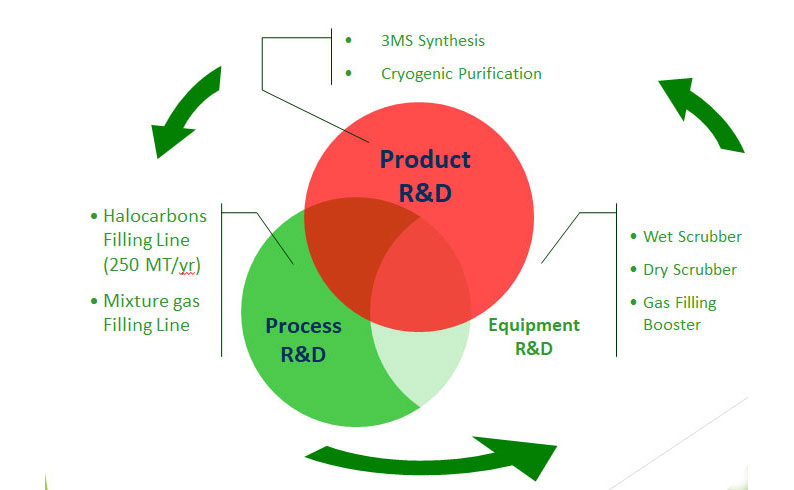 • 3MS Synthesis
• Cryogenic Purification
Product
R&D
• Halocarbons
Filling Line
(250 MT/yr)
• Mixture gas
Filling Line
Process
R&D
Equipment
R&D
• Wet Scrubber
• Dry Scrubber
• Gas Filling
Booster